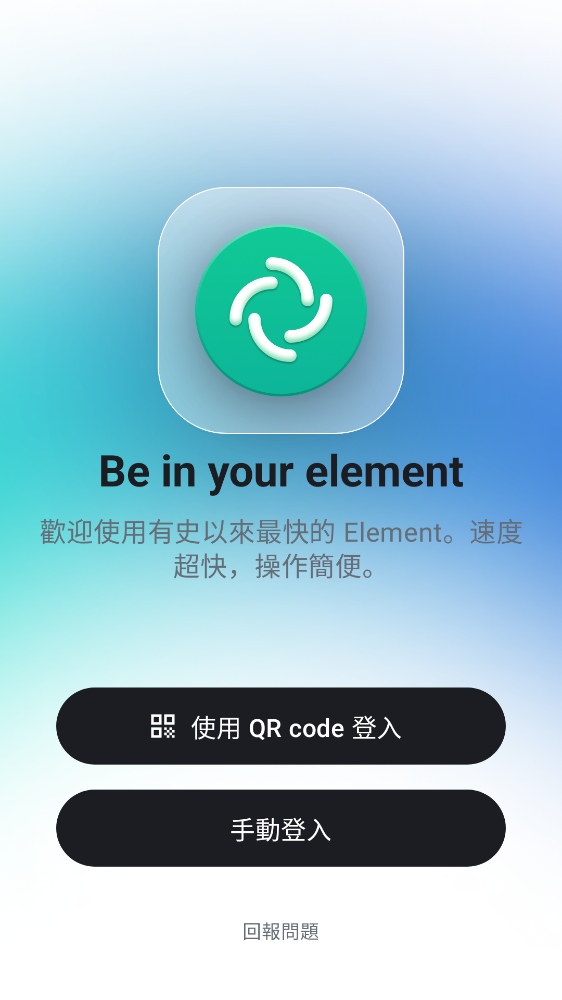 Be in your element
歡迎使用有史以來最快的 Element。速度
超快，操作簡便。
使用 QR code 登入
手動登入
回報問題